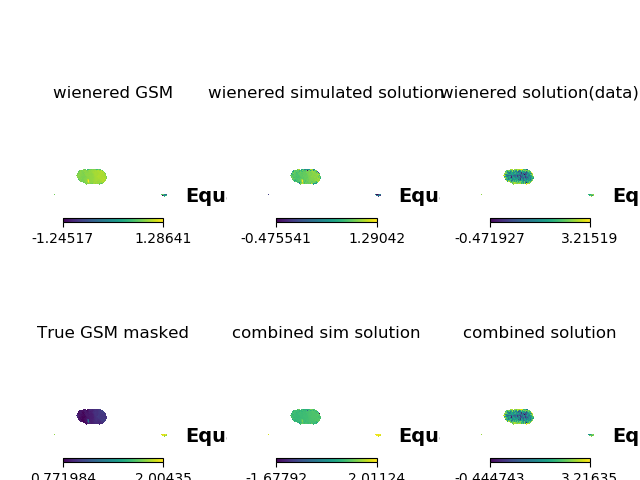 wienered GSM
wienered simulated solution
wienered solution(data)
Equ
Equ
Eq
-1.24517 1.28641
-0.475541 1.29042
-0.471927 3.21519
True GSM masked
combined sim solution
combined solution
Equ
Equ
Eq
0.771984 2.00435
-1.67792 2.01124
-0.444743 3.21635